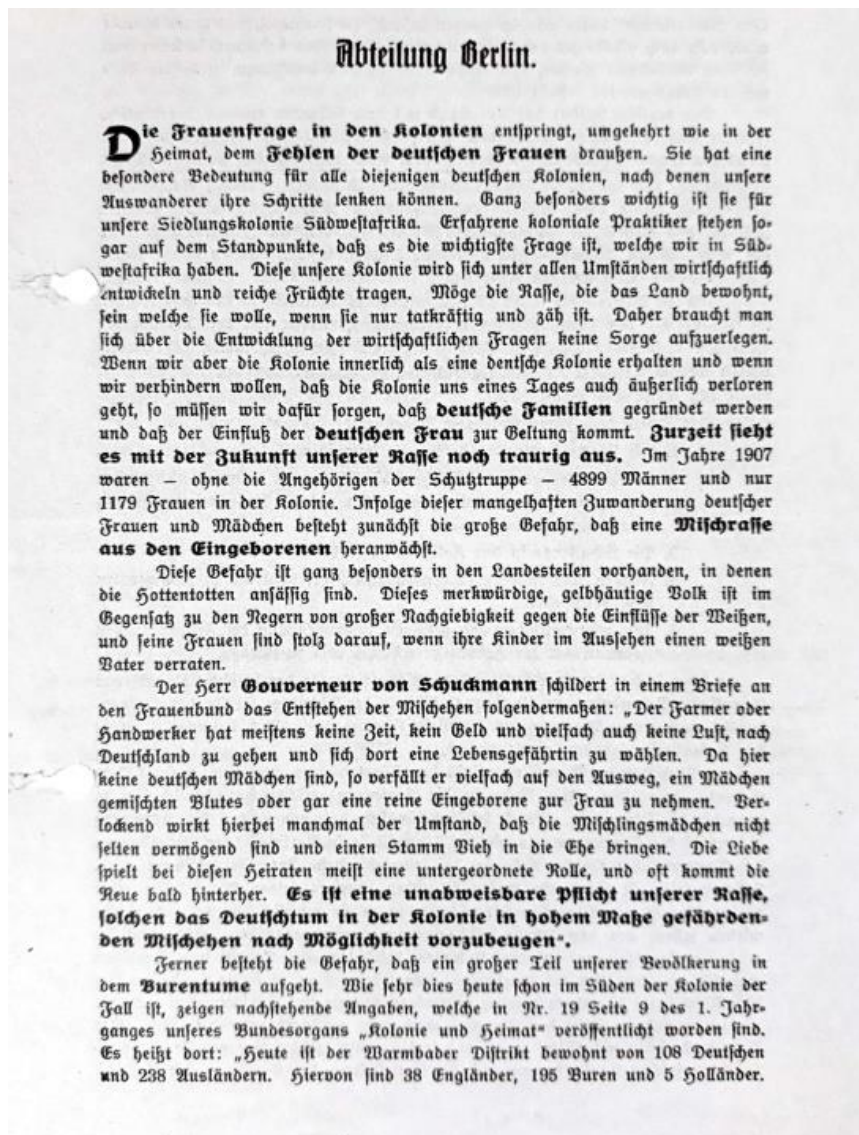 Abteilung Berlin.
Die Frauenfrage in den Kolonien entspringt, umgekehrt wie in der
Heimat, dem Fehlen der deutschen Frauen draußen. Sie hat eine
besondere Bedeutung für alle diejenigen deutschen Kolonien, nach denen unsere
Auswanderer ihre Schritte lenken können. Ganz besonders wichtig ist sie für
unsere Siedlungskolonie Südwestafrika. Erfahrene koloniale Praktiker stehen so-
gar auf dem Standpunkte, daß es die wichtigste Frage ist, welche wir in Süd-
westafrika haben. Diese unsere Kolonie wird sich unter allen Umständen wirtschaftlich
entwickeln und reiche Früchte tragen. Möge die Rasse, die das Land bewohnt,
sein welche sie wolle, wenn sie nur tatkräftig und zäh ist. Daher braucht man
sich über die Entwicklung der wirtschaftlichen Fragen keine Sorge aufzuerlegen.
Wenn wir aber die Kolonie innerlich als eine dentsche Kolonie erhalten und wenn
wir verhindern wollen, daß die Kolonie uns eines Tages auch äußerlich verloren
geht, so müssen wir dafür sorgen, daß deutsche Familien gegründet werden
und daß der Einfluß der deutschen Frau zur Geltung kommt. Zurzeit sieht
es mit der Zukunft unserer Rasse noch traurig aus. Im Jahre 1907
waren — ohne die Angehörigen der Schutztruppe — 4899 Männer und nur
1179 Frauen in der Kolonie. Infolge dieser mangelhaften Zuwanderung deutscher
Frauen und Mädchen besteht zunächst die große Gefahr, daß eine Mischrasse
aus den Eingeborenen heranwächst.
Diese Gefahr ist ganz besonders in den Landesteilen vorhanden, in denen
die Hottentotten ansässig sind. Dieses merkwürdige, gelbhäutige Volk ist im
Gegensatz zu den Negern von großer Nachgiebigkeit gegen die Einflüsse der Weißen,
und seine Frauen sind stolz darauf, wenn ihre Kinder im Aussehen einen weißen
Vater verraten.
Der Herr Gouverneur von Schuckmann schildert in einem Briefe an
den Frauenbund das Entstehen der Mischehen folgendermaßen: „Der Farmer oder
Handwerker hat meistens keine Zeit, kein Geld und vielfach auch keine Lust, nach
Deutschland zu gehen und sich dort eine Lebensgefährtin zu wählen. Da hier
keine deutschen Mädchen sind, so verfällt er vielfach auf den Ausweg, ein Mädchen
gemischten Blutes oder gar eine reine Eingeborene zur Frau zu nehmen. Ver-
lockend wirkt hierbei manchmal der Umstand, daß die Mischlingsmädchen nicht
selten vermögend sind und einen Stamm Vieh in die Ehe bringen. Die Liebe
spielt bei diesen Heiraten meist eine untergeordnete Rolle, und oft kommt die
Reue bald hinterher. Es ist eine unabweisbare Pflicht unserer Rasse,
solchen das Deutschtum in der Kolonie in hohem Maße gefährden-
den Mischehen nach Möglichkeit vorzubeugen“.
Ferner besteht die Gefahr, daß ein großer Teil unserer Bevölkerung in
dem Burentume aufgeht. Wie sehr dies heute schon im Süden der Kolonie der
Fall ist, zeigen nachstehende Angaben, welche in Nr. 19 Seite 9 des 1. Jahr-
ganges unseres Bundesorgans „Kolonie und Heimat“ veröffentlicht worden sind.
Es heißt dort: „Heute ist der Warmbader Distrikt bewohnt von 108 Deutschen
und 238 Ausländern. Hiervon sind 38 Engländer, 195 Buren und 5 Holländer.